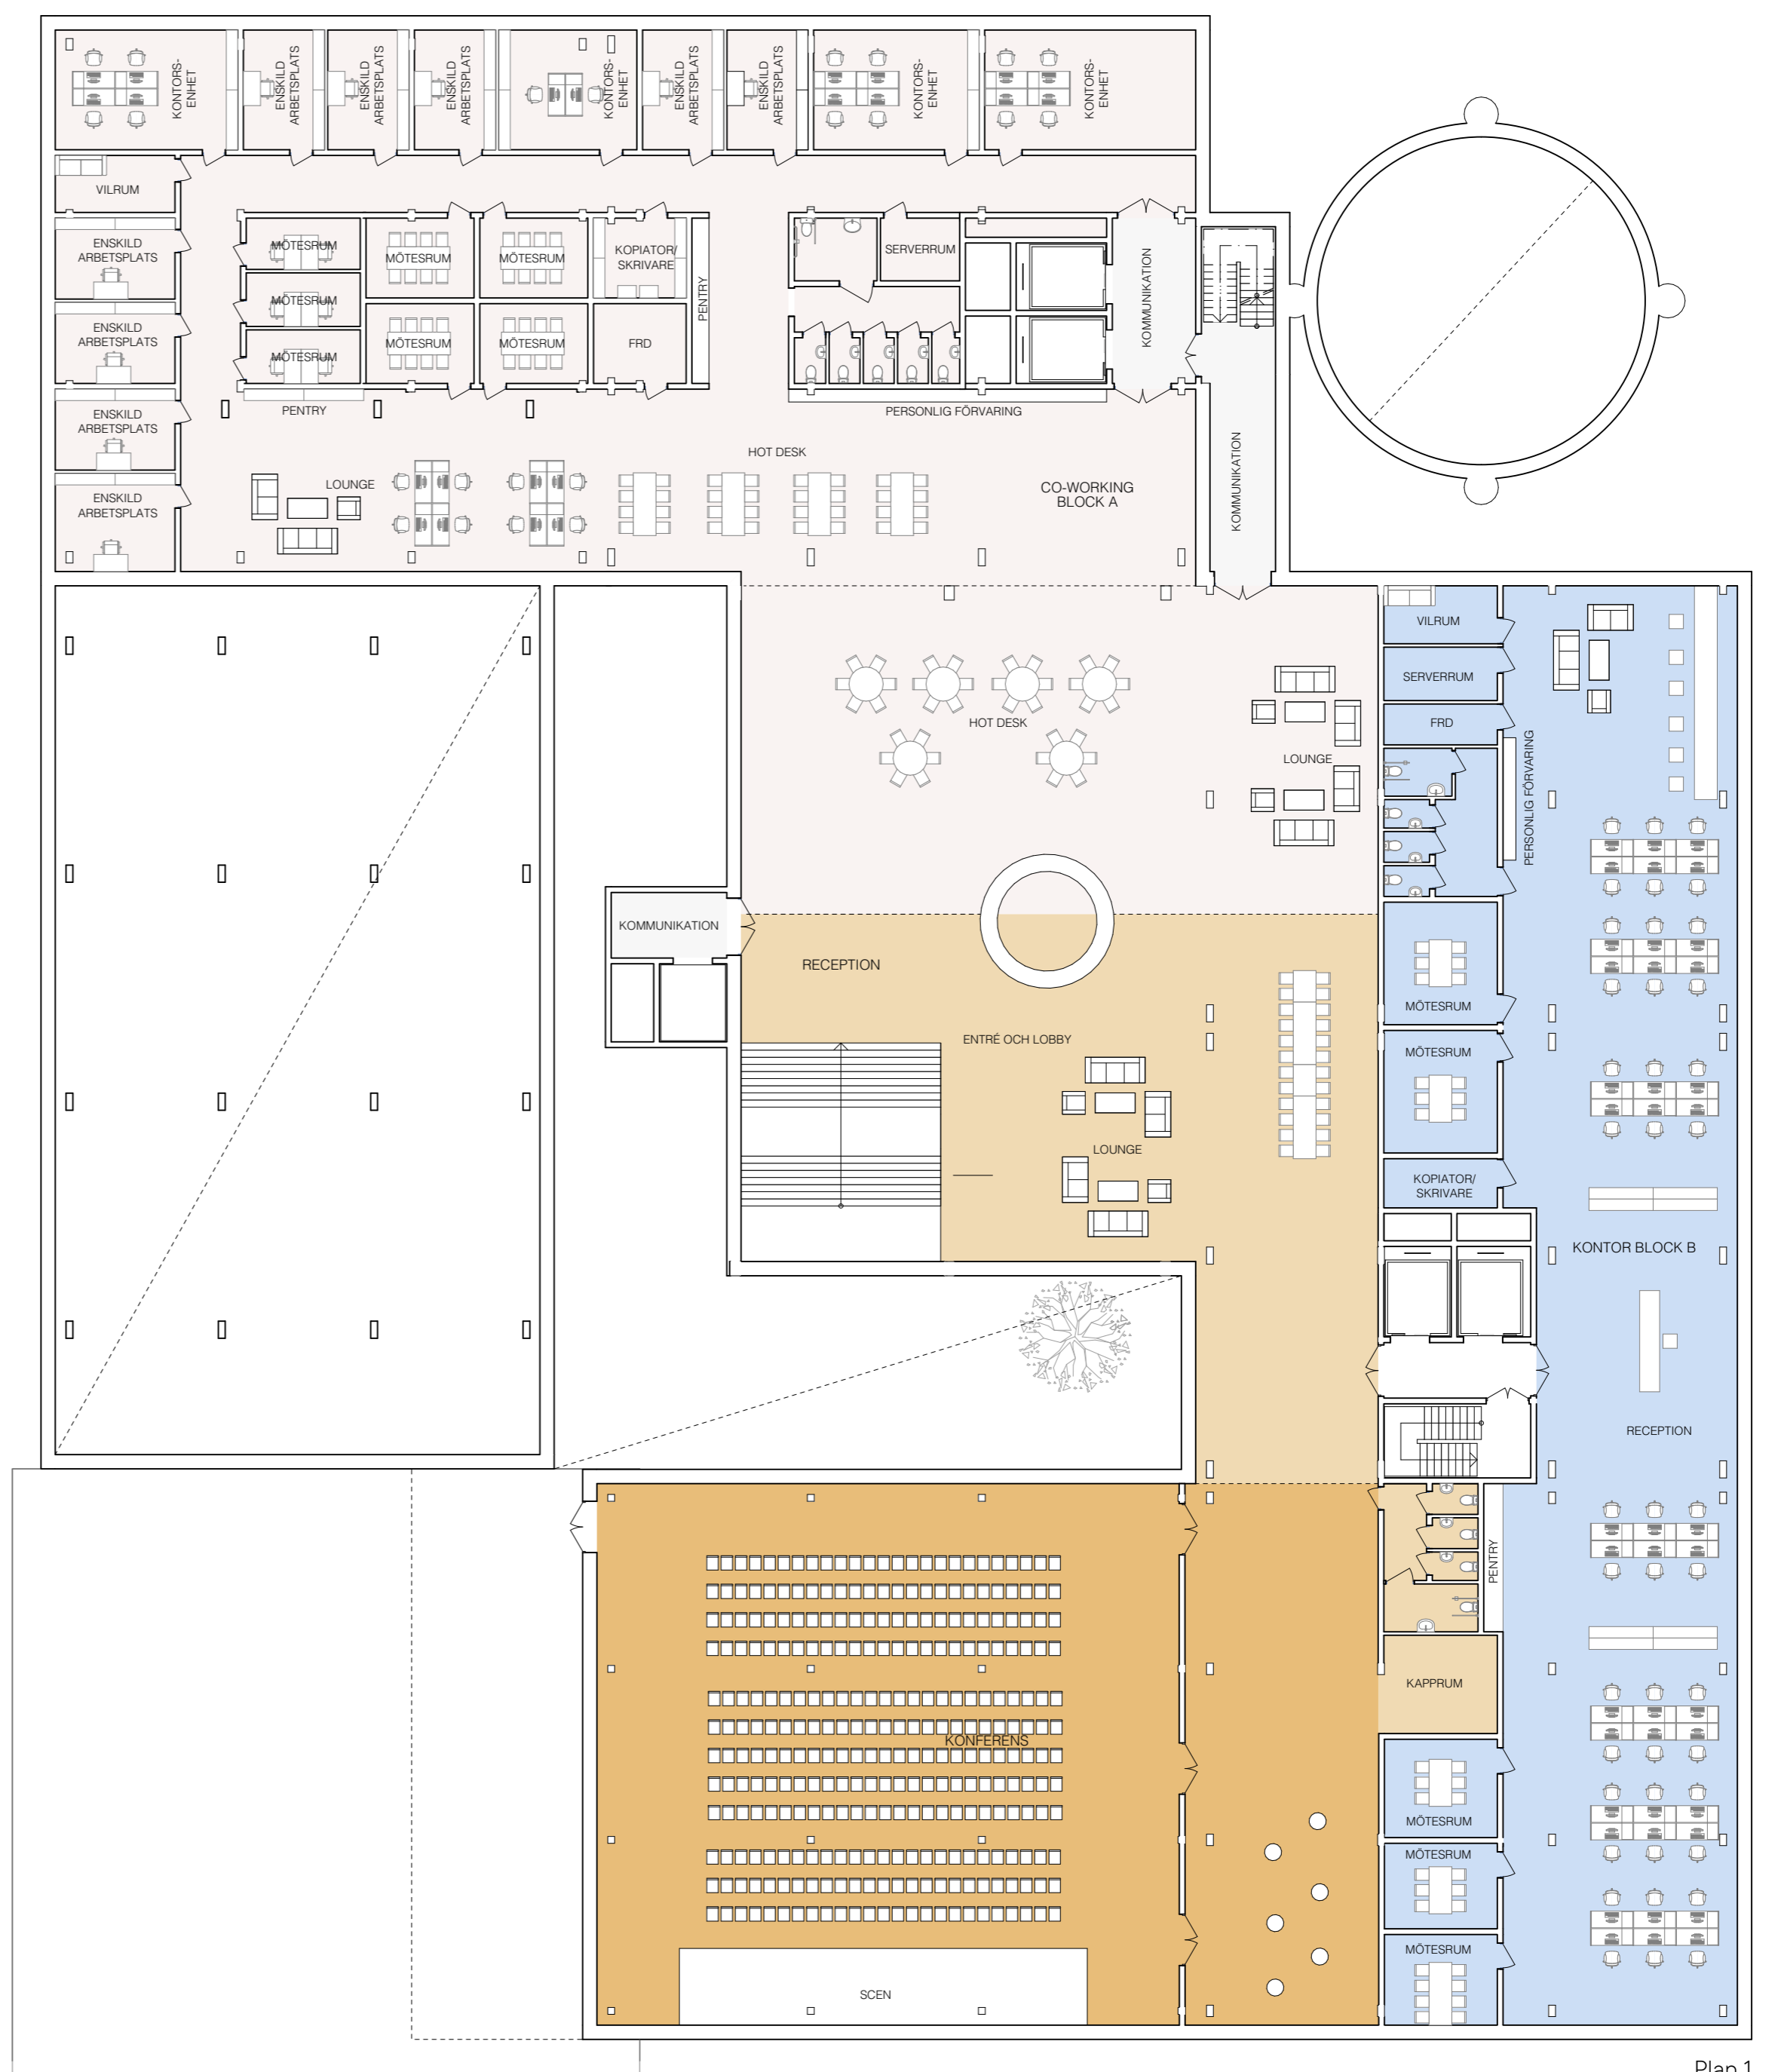 KONTORS-
ENHET
ENSKILD
ARBETSPLATS
ENSKILD
ARBETSPLATS
ENSKILD
ARBETSPLATS
KONTORS-
ENHET
ENSKILD
ARBETSPLATS
ENSKILD
ARBETSPLATS
KONTORS-
ENHET
KONTORS-
ENHET
VILRUM
ENSKILD
ARBETSPLATS
ENSKILD
ARBETSPLATS
ENSKILD
ARBETSPLATS
ENSKILD
ARBETSPLATS
MÖTESRUM
MÖTESRUM
MÖTESRUM
MÖTESRUM
MÖTESRUM
MÖTESRUM
MÖTESRUM
KOPIATOR/
SKRIVARE
FRD
PENTRY
SERVERRUM
KOMMUNIKATION
PENTRY
PERSONLIG FÖRVARING
HOT DESK
LOUNGE
CO-WORKING
BLOCK A
KOMMUNIKATION
HOT DESK
LOUNGE
VILRUM
SERVERRUM
FRD
PERSONLIG FÖRVARING
KOMMUNIKATION
RECEPTION
ENTRÉ OCH LOBBY
LOUNGE
MÖTESRUM
MÖTESRUM
KOPIATOR/
SKRIVARE
KONTOR BLOCK B
RECEPTION
PENTRY
KAPPRUM
KONFERENS
MÖTESRUM
MÖTESRUM
MÖTESRUM
SCEN
Plan 1